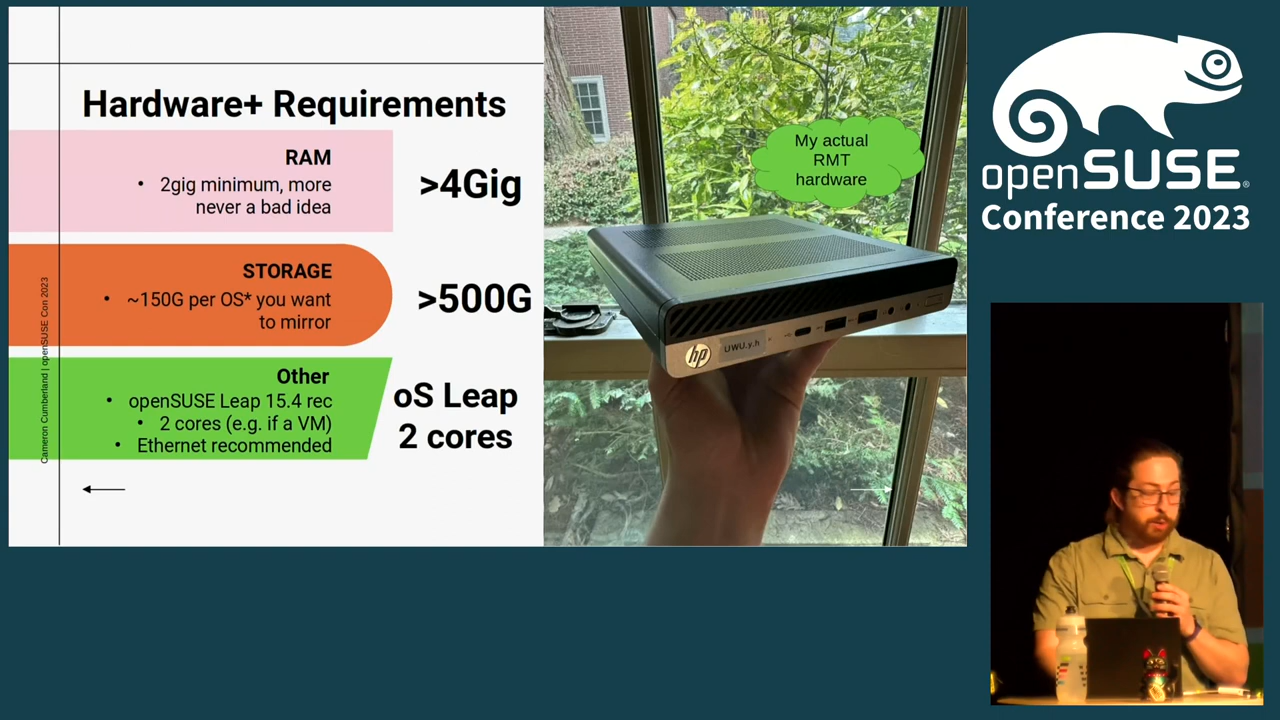 Hardware+ Requirements
RAM
• 2gig minimum, more
never a bad idea
>4Gig
STORAGE
• ~150G per OS* you want
to mirror
>500G
Other
• openSUSE Leap 15.4 rec
• 2 cores (e.g. if a VM)
• Ethernet recommended
oS Leap
2 cores
Cameron Cumberland | openSUSE Con 2023
My actual
RMT
hardware
hp
UWU.y.h
openSUSE®
Conference 2023